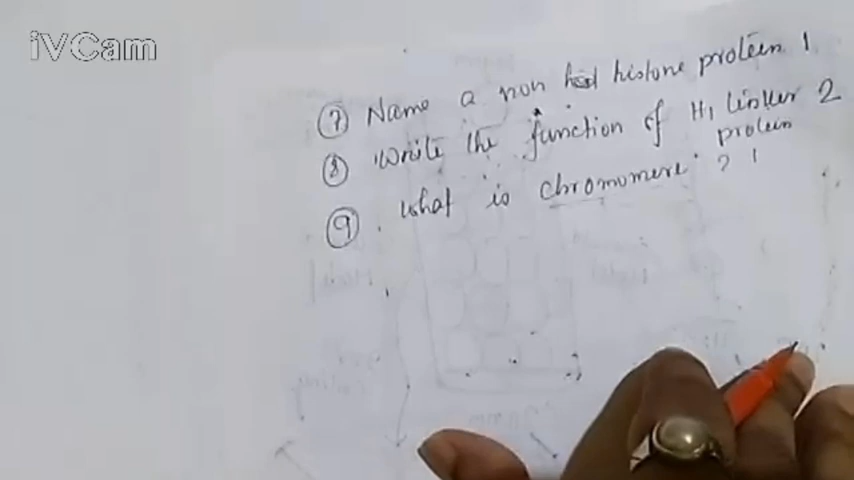 iVCam
7 Name a non histone protein 1
8 Write the function of H1 linker 2
protein
9. what is chromomere ? 1